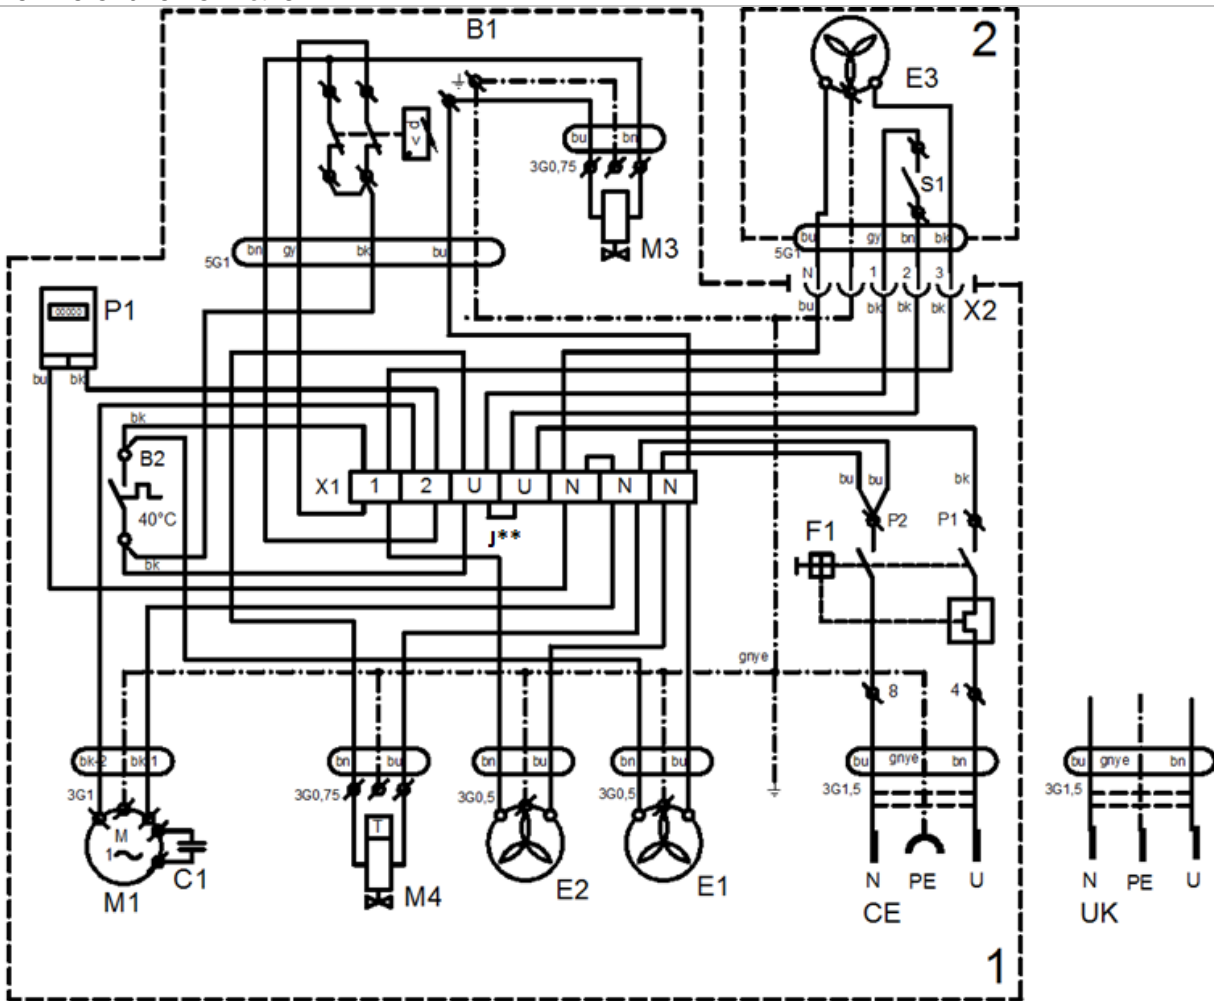 B1
2
E3
bu
bn
3G0,75
M3
S1
p
<
bn
gy
bk
bu
5G1
bu
gy
bn
bk
5G1
N
1
2
3
X2
bu
bk
bk
bk
00000
P1
bu
bk
bk
B2
40°C
bk
X1
1
2
U
U
N
N
N
J**
bu
bu
bk
P2
P1
F1
gnye
8
4
bk-2
bk-1
3G1
M
1
M1
C1
bn
bu
3G0,75
T
M4
bn
bu
3G0,5
E2
bn
bu
3G0,5
E1
bu
gnye
bn
3G1,5
N
PE
U
CE
bu
gnye
bn
3G1,5
N
PE
U
UK
1